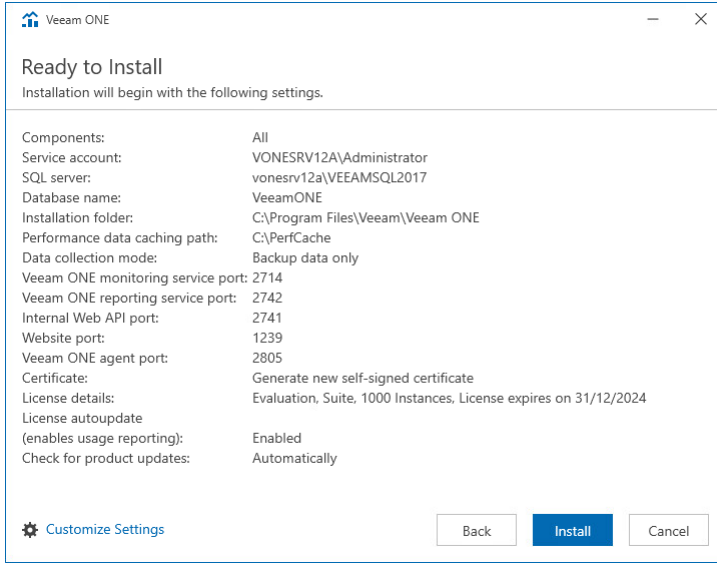 Veeam ONE
Ready to Install
Installation will begin with the following settings.
Components: All
Service account: VONESRV12A\Administrator
SQL server: vonesrv12a\VEEAMSQL2017
Database name: VeeamONE
Installation folder: C:\Program Files\Veeam\Veeam ONE
Performance data caching path: C:\PerfCache
Data collection mode: Backup data only
Veeam ONE monitoring service port: 2714
Veeam ONE reporting service port: 2742
Internal Web API port: 2741
Website port: 1239
Veeam ONE agent port: 2805
Certificate: Generate new self-signed certificate
License details: Evaluation, Suite, 1000 Instances, License expires on 31/12/2024
License autoupdate
(enables usage reporting): Enabled
Check for product updates: Automatically
Customize Settings Back Install Cancel